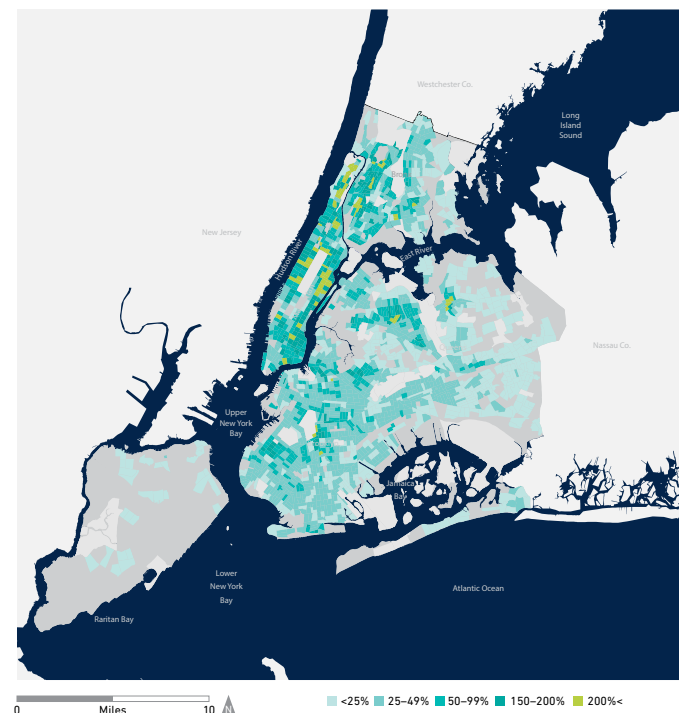 Westchester Co.
Long
Island
Sound
Bronx
New Jersey
Hudson River
East River
Nassau Co.
Upper
New York
Bay
Jamaica
Bay
Lower
New York
Bay
Atlantic Ocean
Raritan Bay
0 Miles 10 N
<25% 25–49% 50–99% 150–200% 200%<